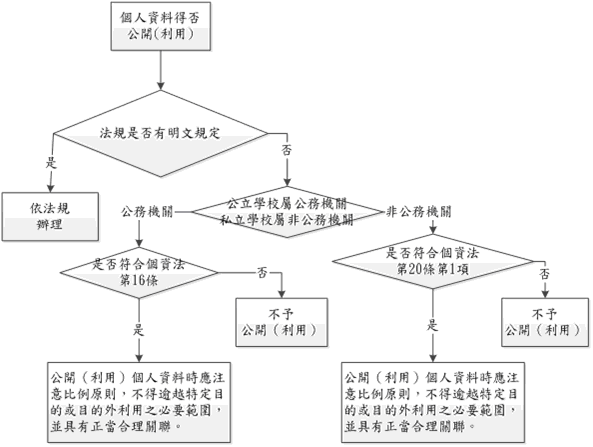 個人資料得否
公開(利用)
法規是否有明文規定
是
否
依法規
辦理
公立學校屬公務機關
私立學校屬非公務機關
公務機關
非公務機關
是否符合個資法
第16條
否
是否符合個資法
第20條第1項
否
不予
公開（利用）
不予
公開（利用）
是
是
公開（利用）個人資料時應注
意比例原則，不得逾越特定目
的或目的外利用之必要範圍，
並具有正當合理關聯。
公開（利用）個人資料時應注
意比例原則，不得逾越特定目
的或目的外利用之必要範圍，
並具有正當合理關聯。